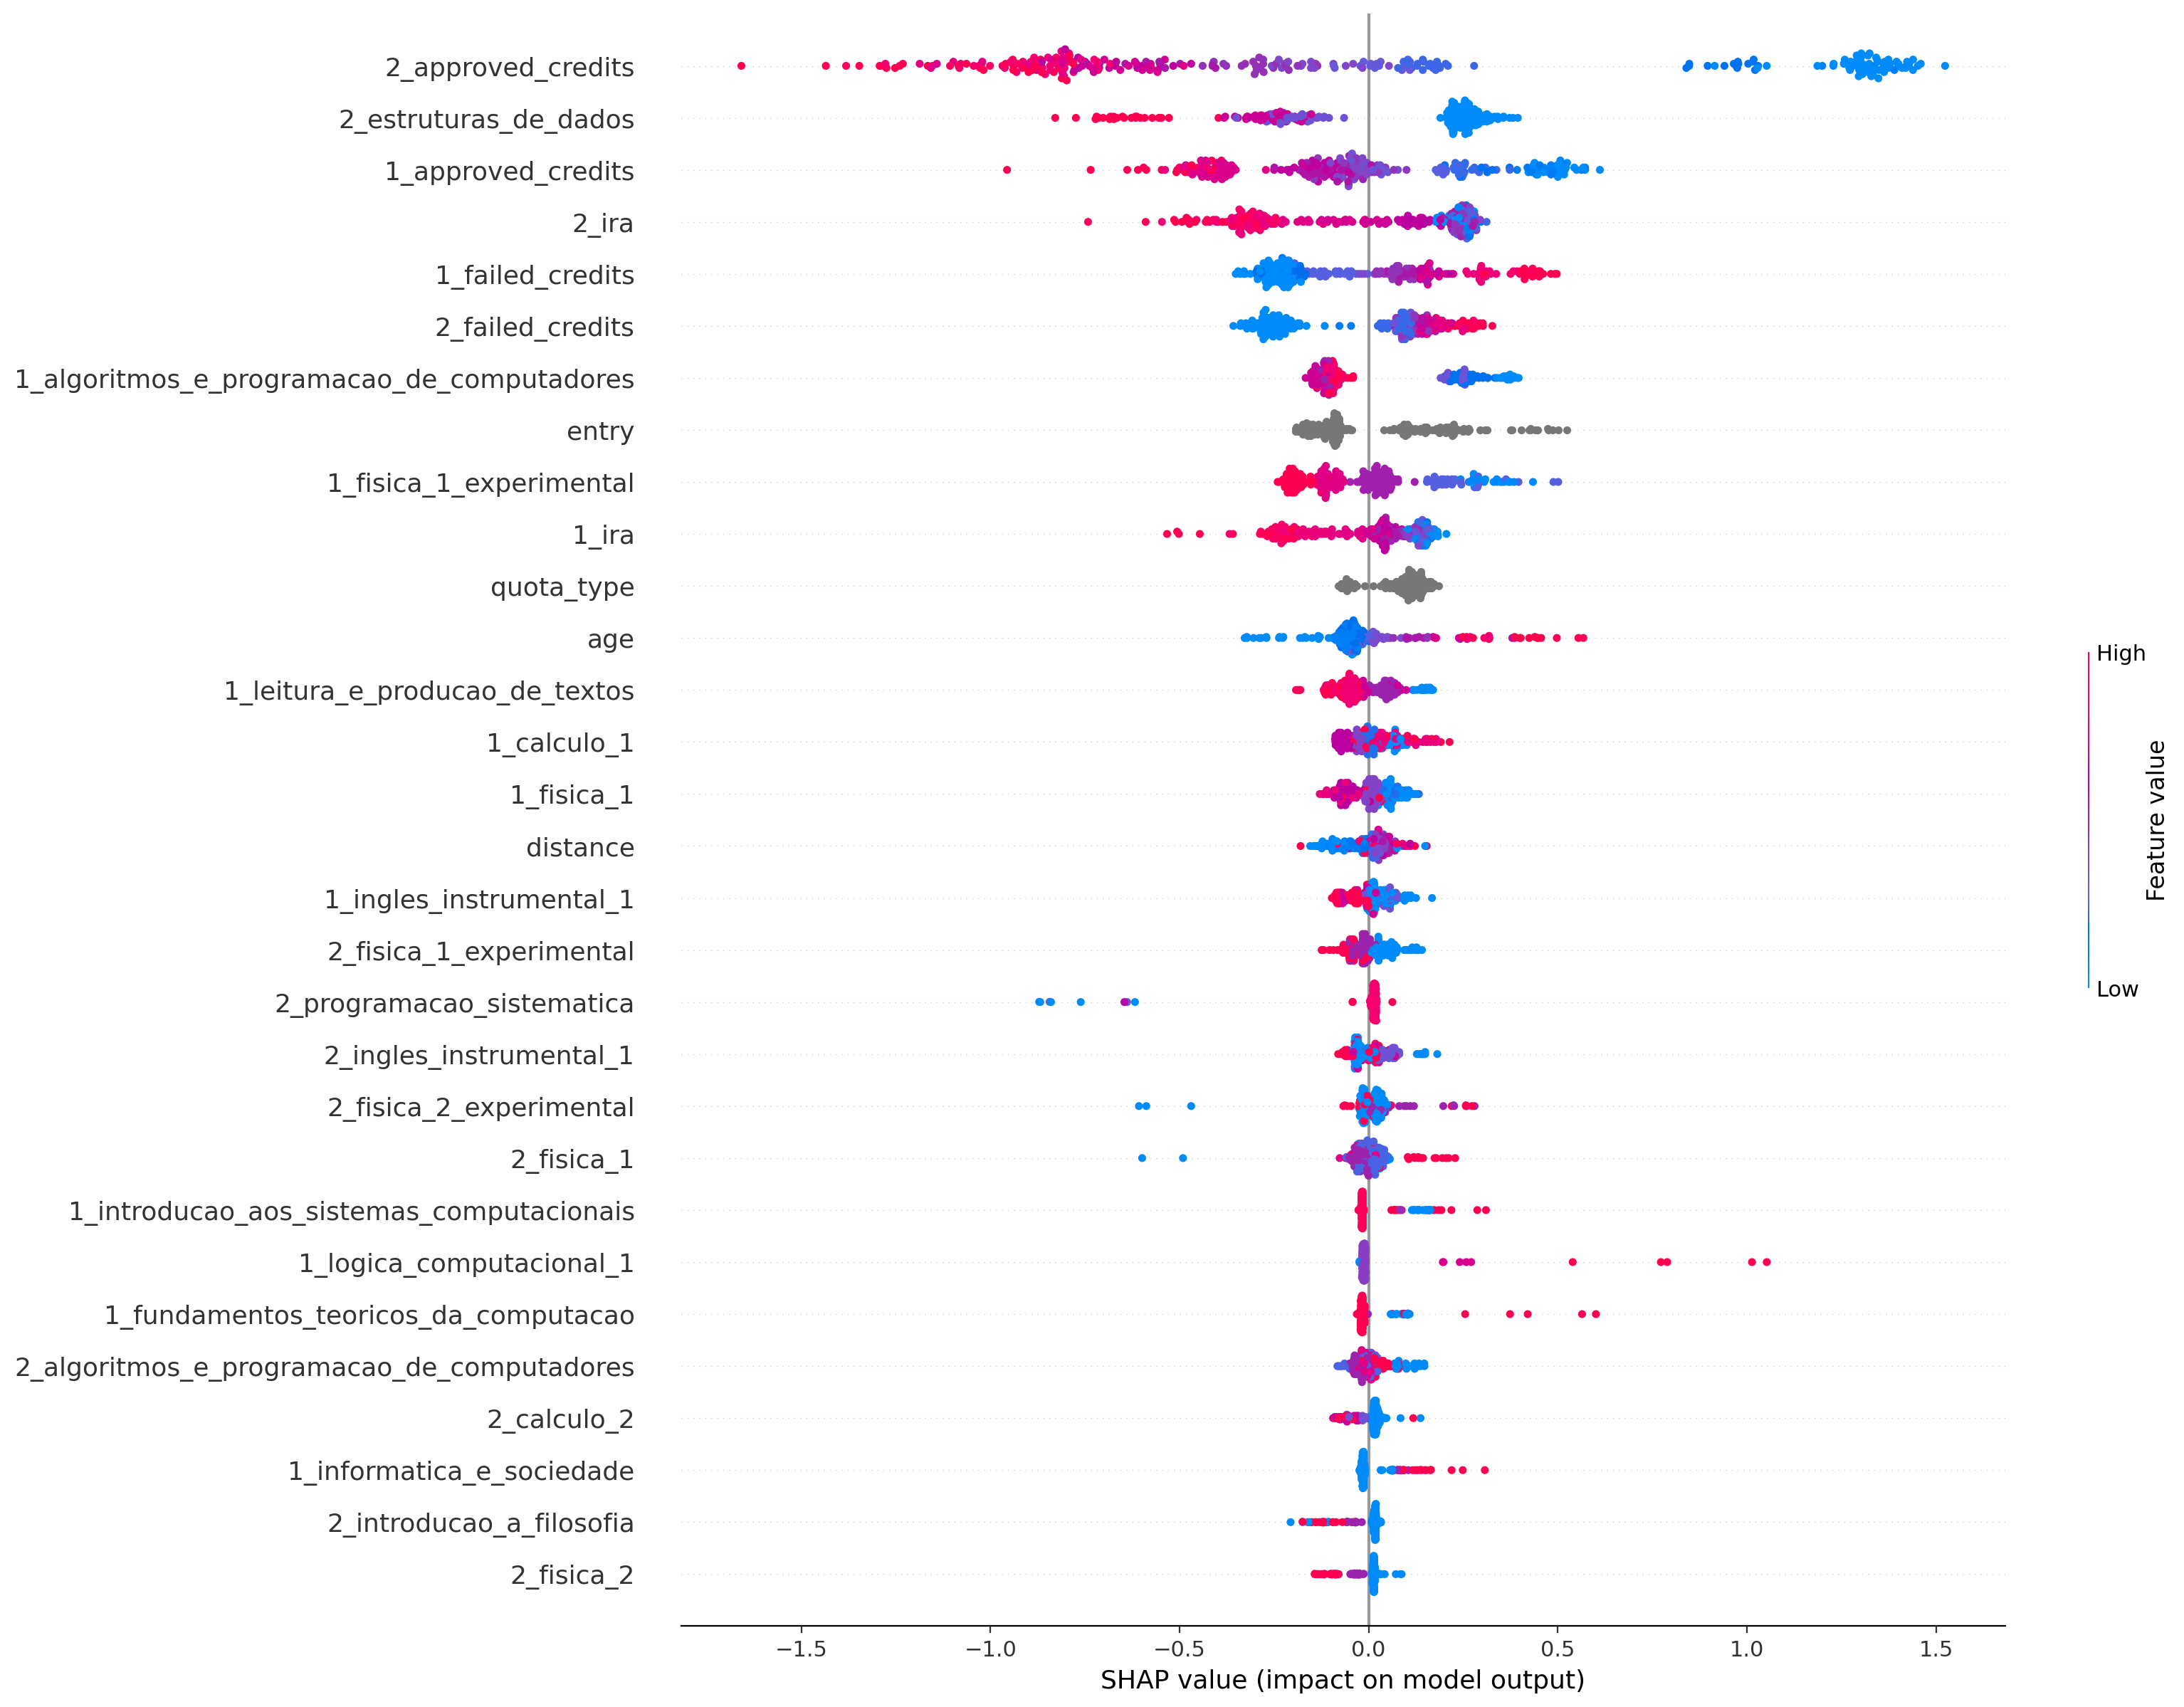 2_approved_credits
2_estruturas_de_dados
1_approved_credits
2_ira
1_failed_credits
2_failed_credits
1_algoritmos_e_programacao_de_computadores
entry
1_fisica_1_experimental
1_ira
quota_type
age
1_leitura_e_producao_de_textos
1_calculo_1
1_fisica_1
distance
1_ingles_instrumental_1
2_fisica_1_experimental
2_programacao_sistematica
2_ingles_instrumental_1
2_fisica_2_experimental
2_fisica_1
1_introducao_aos_sistemas_computacionais
1_logica_computacional_1
1_fundamentos_teoricos_da_computacao
2_algoritmos_e_programacao_de_computadores
2_calculo_2
1_informatica_e_sociedade
2_introducao_a_filosofia
2_fisica_2
−1.5 −1.0 −0.5 0.0 0.5 1.0 1.5
SHAP value (impact on model output)
High
Feature value
Low